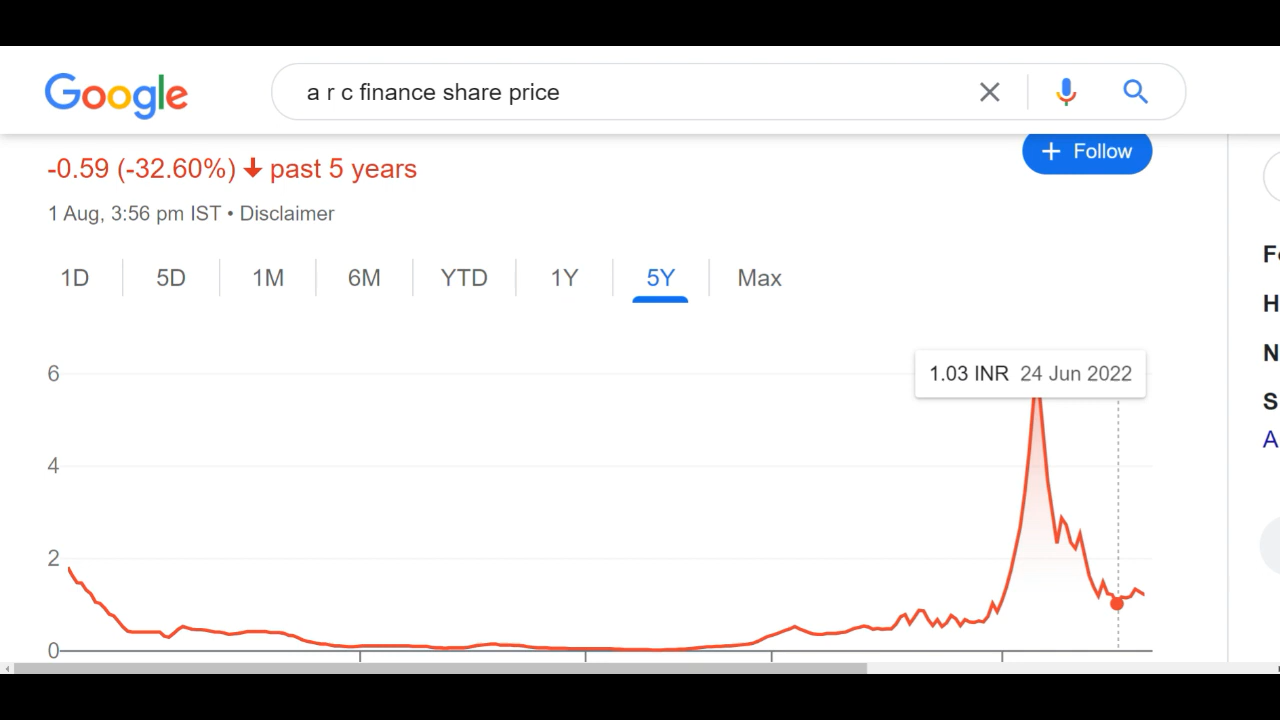 Google
a r c finance share price
-0.59 (-32.60%) past 5 years
+ Follow
1 Aug, 3:56 pm IST • Disclaimer
1D 5D 1M 6M YTD 1Y 5Y Max
1.03 INR 24 Jun 2022
6
4
2
0
H
N
S
A